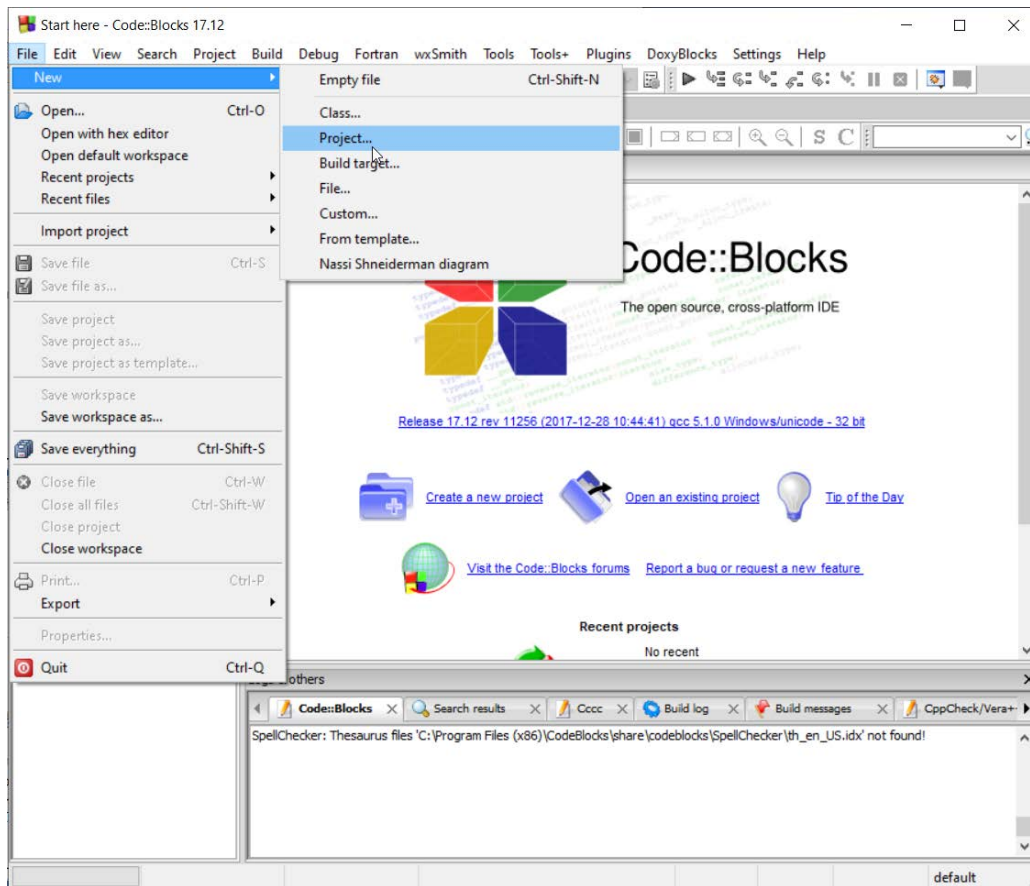 Start here - Code::Blocks 17.12
File Edit View Search Project Build Debug Fortran wxSmith Tools Tools+ Plugins DoxyBlocks Settings Help
New
Open... Ctrl-O
Open with hex editor
Open default workspace
Recent projects
Recent files
Import project
Save file Ctrl-S
Save file as...
Save project
Save project as...
Save project as template...
Save workspace
Save workspace as...
Save everything Ctrl-Shift-S
Close file Ctrl-W
Close all files Ctrl-Shift-W
Close project
Close workspace
Print... Ctrl-P
Export
Properties...
Quit Ctrl-Q
Empty file Ctrl-Shift-N
Class...
Project...
Build target...
File...
Custom...
From template...
Nassi Shneiderman diagram
S C
Code::Blocks
The open source, cross-platform IDE
Release 17.12 rev 11256 (2017-12-28 10:44:41) gcc 5.1.0 Windows/unicode - 32 bit
Create a new project Open an existing project Tip of the Day
Visit the Code::Blocks forums Report a bug or request a new feature
Recent projects
No recent
others
Code::Blocks Search results Cccc Build log Build messages CppCheck/Vera+
SpellChecker: Thesaurus files 'C:\Program Files (x86)\CodeBlocks\share\codeblocks\SpellChecker\th_en_US.idx' not found!
default